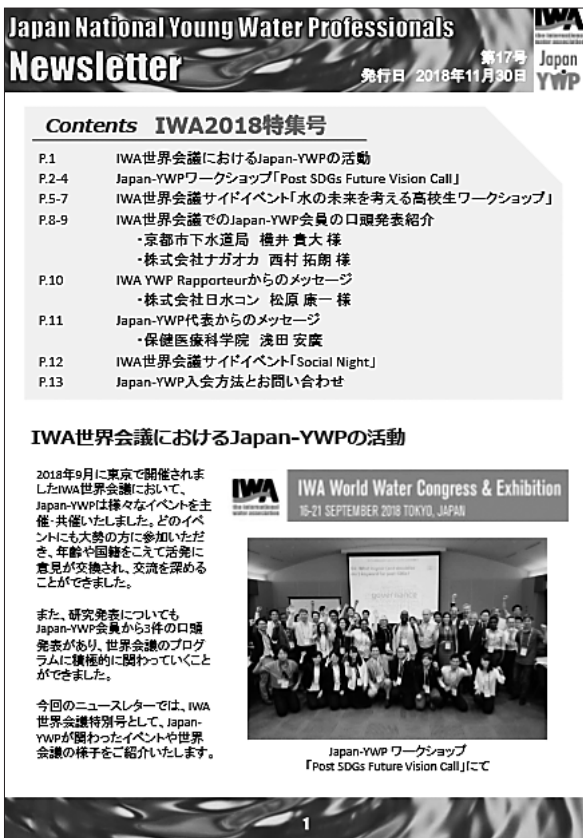 Japan National Young Water Professionals
Newsletter
第17号
発行日 2018年11月30日
IWA
the international
water association
Japan
YWP
Contents IWA2018特集号
P.1 IWA世界会議におけるJapan-YWPの活動
P.2-4 Japan-YWPワークショップ「Post SDGs Future Vision Call」
P.5-7 IWA世界会議サイドイベント「水の未来を考える高校生ワークショップ」
P.8-9 IWA世界会議でのJapan-YWP会員の口頭発表紹介
・京都市下水道局 横井 貴大 様
・株式会社ナガオカ 西村 拓朗 様
P.10 IWA YWP Rapporteurからのメッセージ
・株式会社日水コン 松原 康一 様
P.11 Japan-YWP代表からのメッセージ
・保健医療科学院 浅田 安廣
P.12 IWA世界会議サイドイベント「Social Night」
P.13 Japan-YWP入会方法とお問い合わせ
IWA世界会議におけるJapan-YWPの活動
2018年9月に東京で開催されま
したIWA世界会議において、
Japan-YWPは様々なイベントを主
催・共催いたしました。どのイベ
ントにも大勢の方に参加いただ
き、年齢や国籍をこえて活発に
意見が交換され、交流を深める
ことができました。
また、研究発表についても
Japan-YWP会員から3件の口頭
発表があり、世界会議のプログ
ラムに積極的に関わっていくこと
ができました。
今回のニュースレターでは、IWA
世界会議特別号として、Japan-
YWPが関わったイベントや世界
会議の様子をご紹介いたします。
IWA
the international
water association
IWA World Water Congress & Exhibition
16-21 SEPTEMBER 2018 TOKYO, JAPAN
governance
Japan-YWP ワークショップ
「Post SDGs Future Vision Call」にて
1